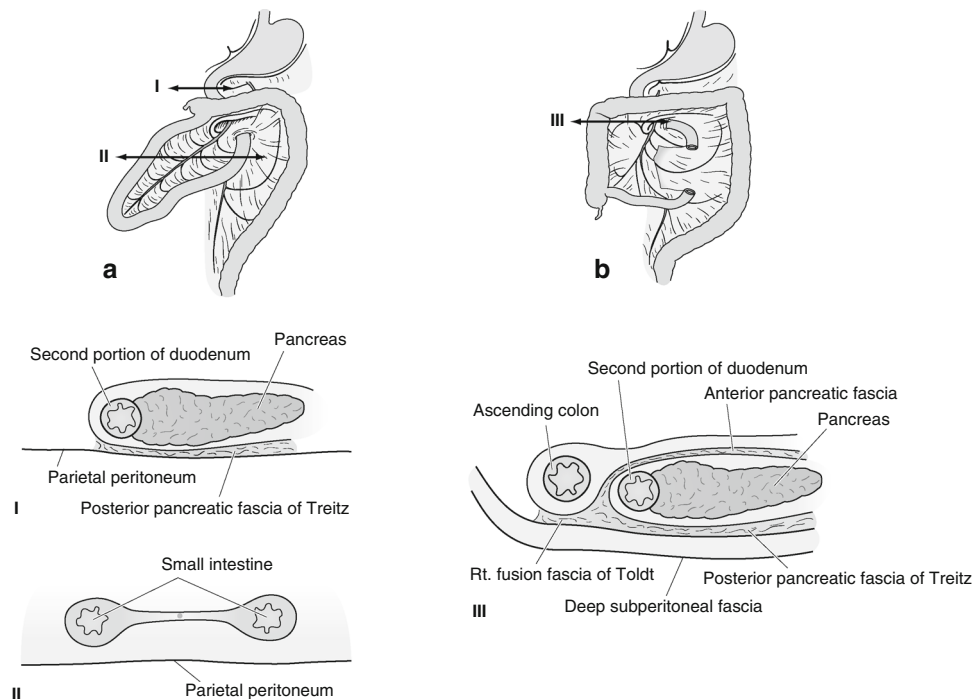 I
II
a
III
b
Second portion of duodenum
Pancreas
Parietal peritoneum
I
Posterior pancreatic fascia of Treitz
Small intestine
Parietal peritoneum
II
Second portion of duodenum
Anterior pancreatic fascia
Ascending colon
Pancreas
Rt. fusion fascia of Toldt
Posterior pancreatic fascia of Treitz
Deep subperitoneal fascia
III